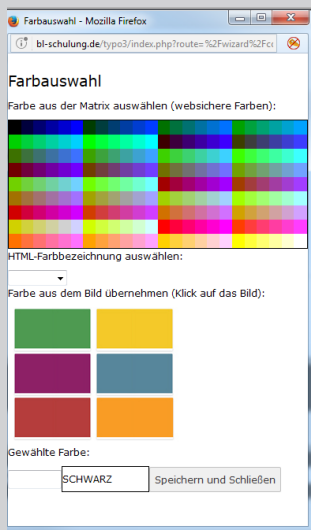 Farbauswahl - Mozilla Firefox
bl-schulung.de/typo3/index.php?route=%2Fwizard%2Fc
Farbauswahl
Farbe aus der Matrix auswählen (websichere Farben):
HTML-Farbbezeichnung auswählen:
Farbe aus dem Bild übernehmen (Klick auf das Bild):
Gewählte Farbe:
SCHWARZ Speichern und Schließen